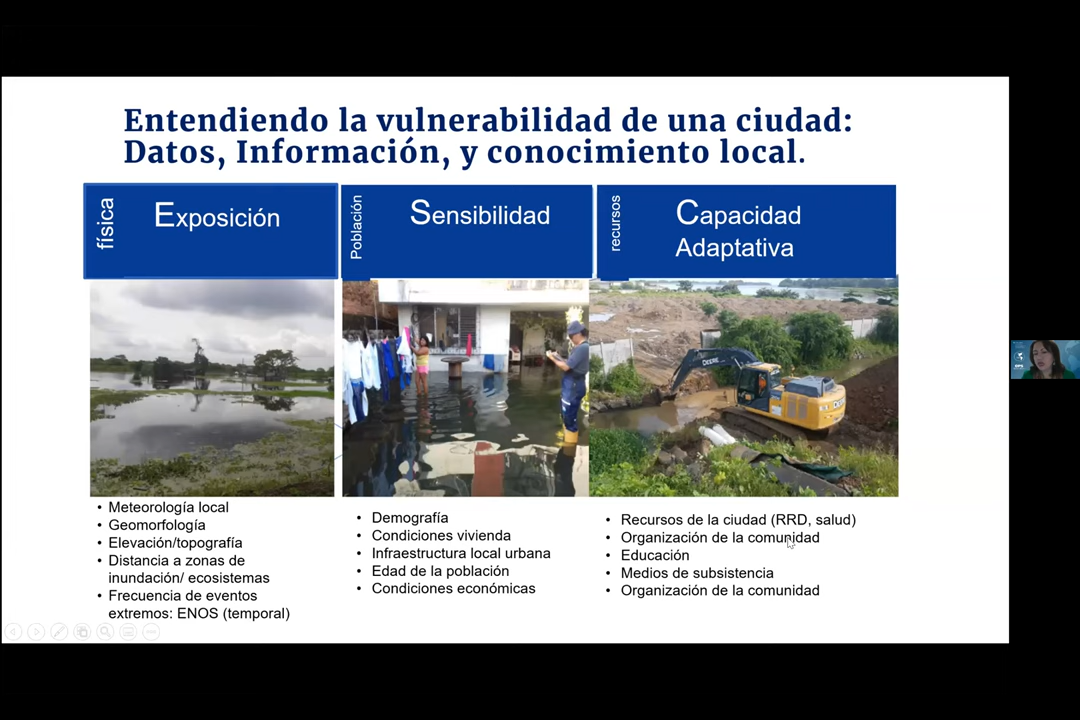 Entendiendo la vulnerabilidad de una ciudad:
Datos, Información, y conocimiento local.
física
Exposición
Población
Sensibilidad
recursos
Capacidad
Adaptativa
DEERE
• Meteorología local
• Geomorfología
• Elevación/topografía
• Distancia a zonas de
inundación/ ecosistemas
• Frecuencia de eventos
extremos: ENOS (temporal)
• Demografía
• Condiciones vivienda
• Infraestructura local urbana
• Edad de la población
• Condiciones económicas
• Recursos de la ciudad (RRD, salud)
• Organización de la comunidad
• Educación
• Medios de subsistencia
• Organización de la comunidad